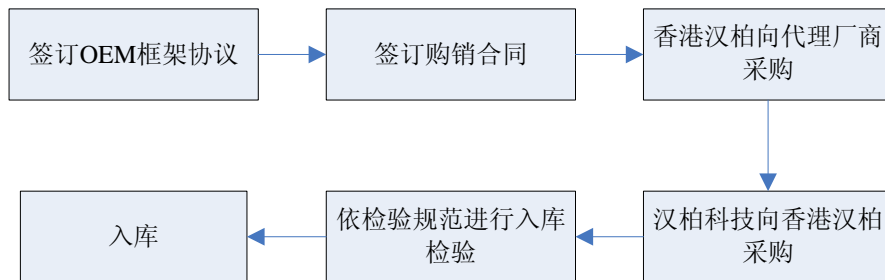 签订OEM框架协议
签订购销合同
香港汉柏向代理厂商
采购
汉柏科技向香港汉柏
采购
依检验规范进行入库
检验
入库